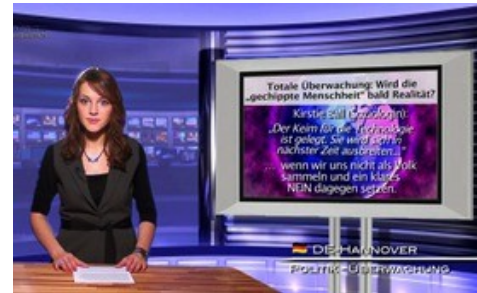 Totale Überwachung: Wird die
„gechippte Menschheit" bald Realität?
Kirstie Ball (Soziologin):
„Der Keim für die Technologie
ist gelegt. Sie wird sich in
nächster Zeit ausbreiten..."
... wenn wir uns nicht als Volk
sammeln und ein klares
NEIN dagegen setzen.
DE-HANNOVER
POLITIK-ÜBERWACHUNG